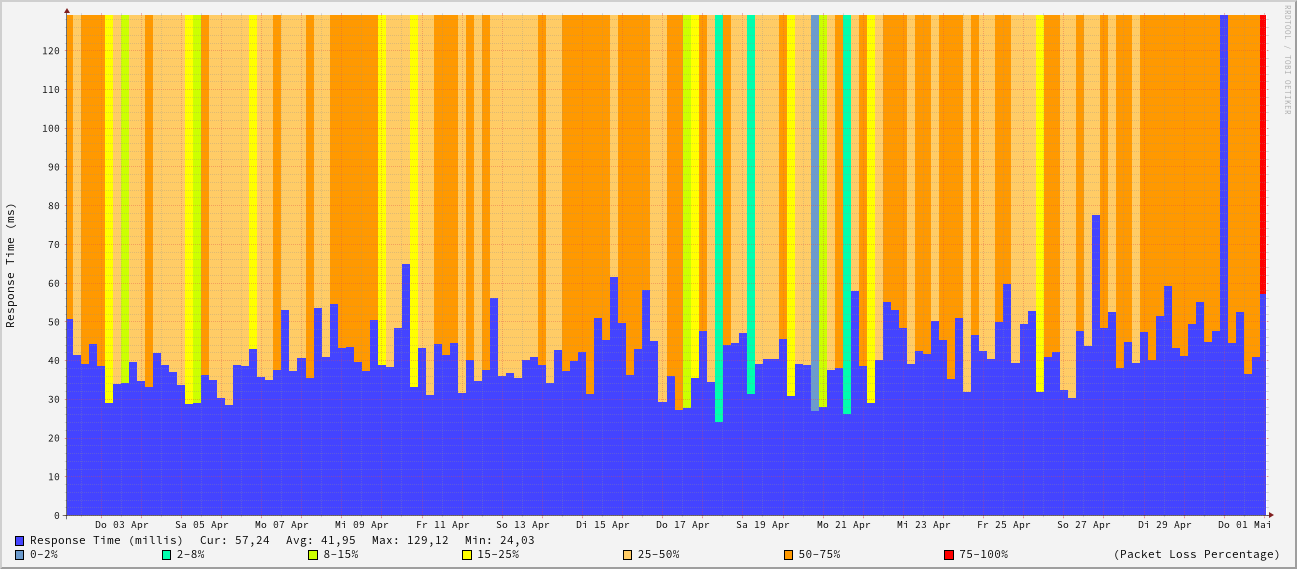 RRDTOOL / TOBI OETIKER
Response Time (ms)
120
110
100
90
80
70
60
50
40
30
20
10
0
Do 03 Apr Sa 05 Apr Mo 07 Apr Mi 09 Apr Fr 11 Apr So 13 Apr Di 15 Apr Do 17 Apr Sa 19 Apr Mo 21 Apr Mi 23 Apr Fr 25 Apr So 27 Apr Di 29 Apr Do 01 Mai
Response Time (millis) Cur: 57,24 Avg: 41,95 Max: 129,12 Min: 24,03
0-2% 2-8% 8-15% 15-25% 25-50% 50-75% 75-100% (Packet Loss Percentage)